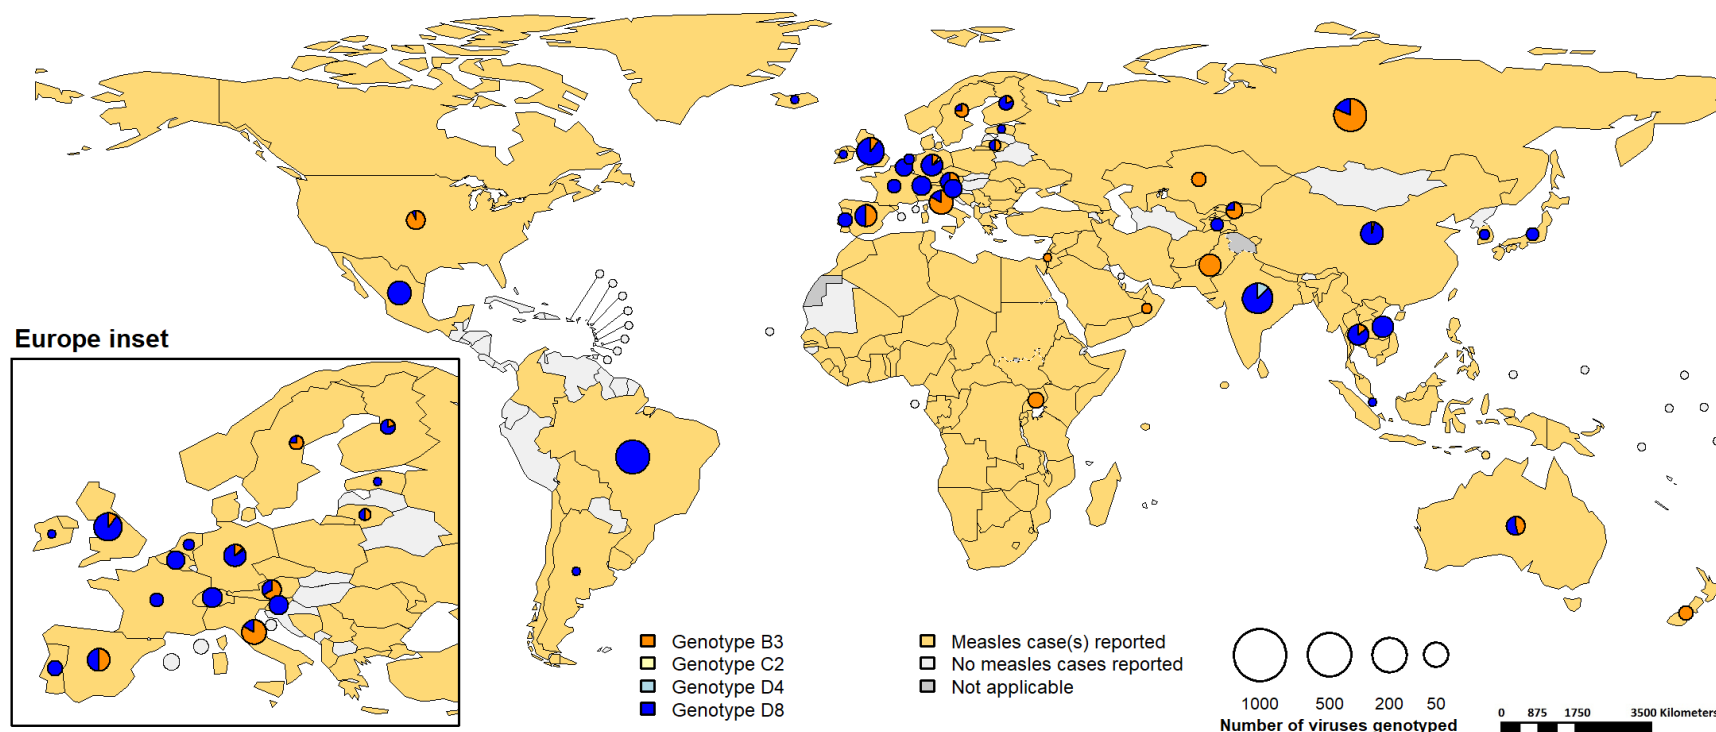 Europe inset
Genotype B3
Genotype C2
Genotype D4
Genotype D8
Measles case(s) reported
No measles cases reported
Not applicable
1000 500 200 50
Number of viruses genotyped
0 875 1750 3500 Kilometers